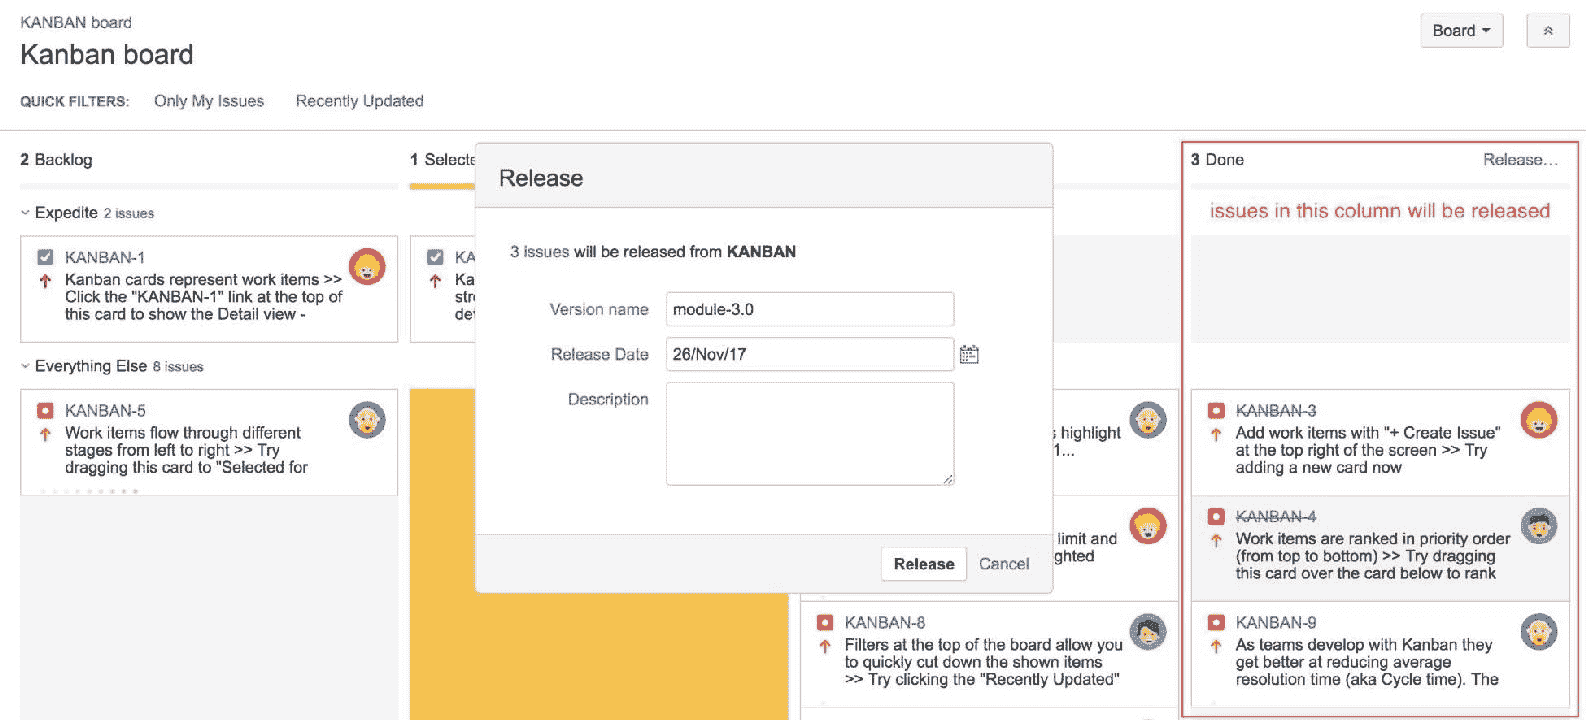 KANBAN board
Kanban board
Board
QUICK FILTERS: Only My Issues Recently Updated
2 Backlog
1 Selecte
3 Done Release...
Expedite 2 issues
issues in this column will be released
KANBAN-1
Kanban cards represent work items >>
Click the "KANBAN-1" link at the top of
this card to show the Detail view -
KA
Ka
str
det
Everything Else 8 issues
KANBAN-5
Work items flow through different
stages from left to right >> Try
dragging this card to "Selected for
Release
3 issues will be released from KANBAN
Version name module-3.0
Release Date 26/Nov/17
Description
Release Cancel
s highlight
1...
limit and
ghted
KANBAN-8
Filters at the top of the board allow you
to quickly cut down the shown items
>> Try clicking the "Recently Updated"
KANBAN-3
Add work items with "+ Create Issue"
at the top right of the screen >> Try
adding a new card now
KANBAN-4
Work items are ranked in priority order
(from top to bottom) >> Try dragging
this card over the card below to rank
KANBAN-9
As teams develop with Kanban they
get better at reducing average
resolution time (aka Cycle time). The